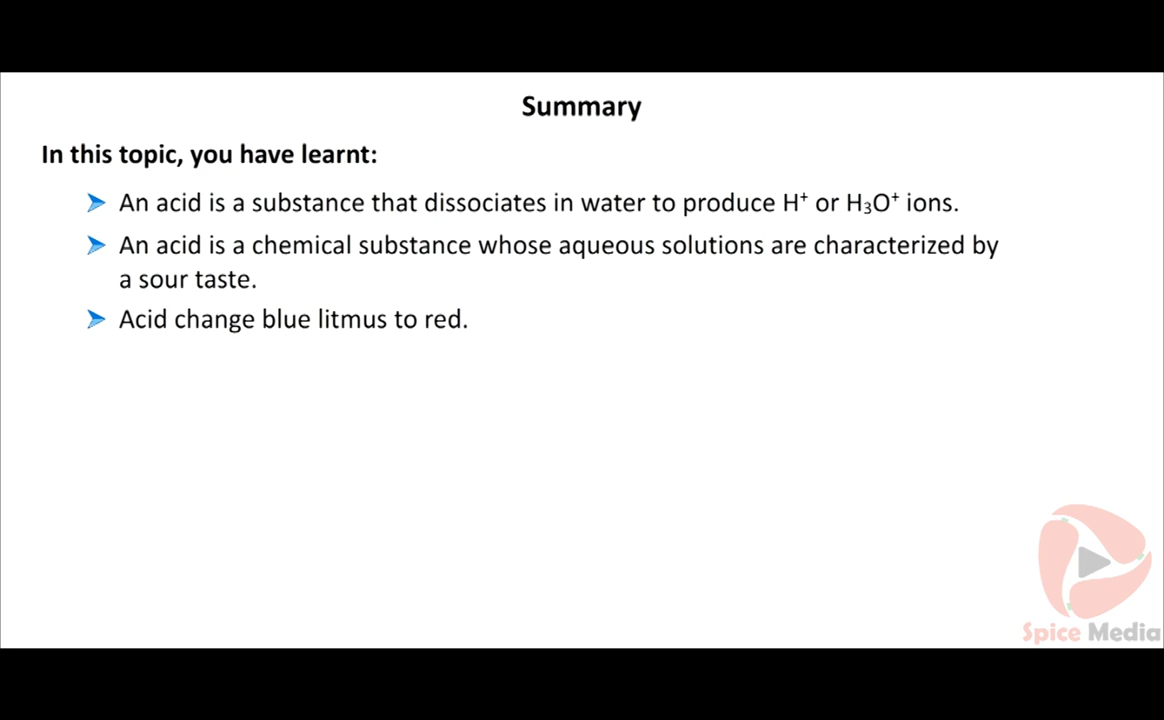 Summary
In this topic, you have learnt:
➤ An acid is a substance that dissociates in water to produce H⁺ or H₃O⁺ ions.
➤ An acid is a chemical substance whose aqueous solutions are characterized by
a sour taste.
➤ Acid change blue litmus to red.
Spice Media